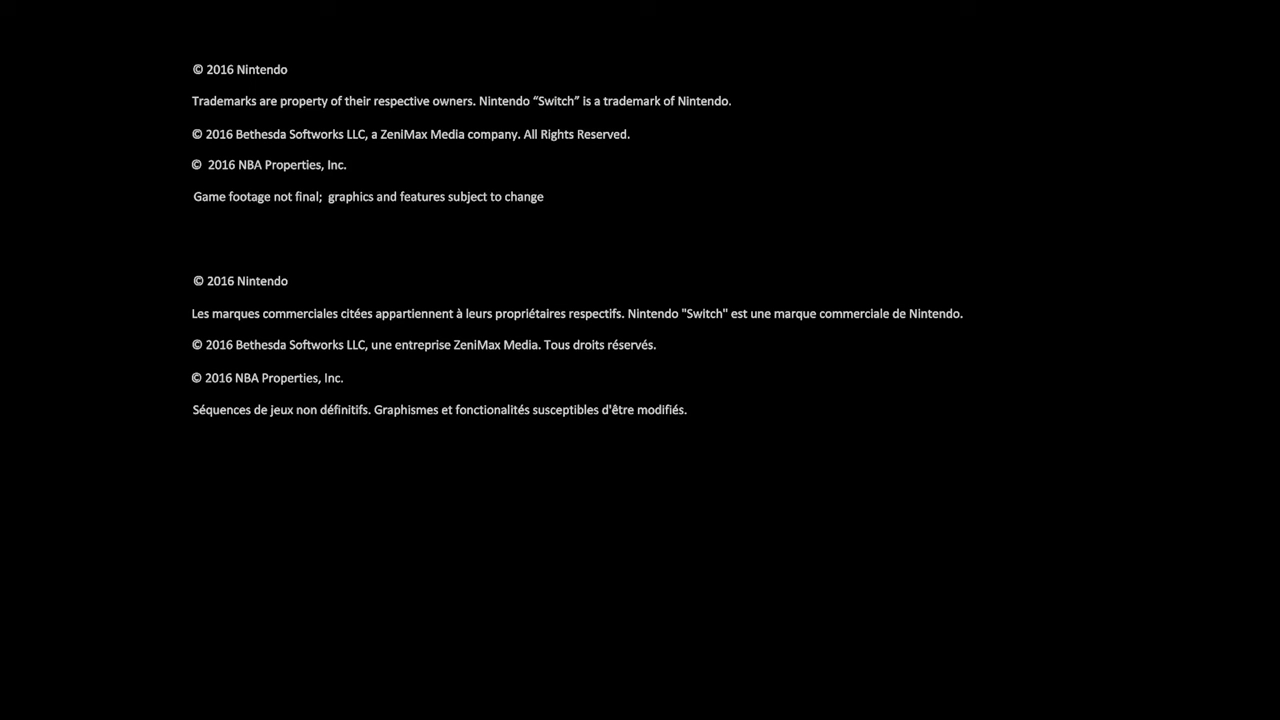 © 2016 Nintendo
Trademarks are property of their respective owners. Nintendo “Switch” is a trademark of Nintendo.
© 2016 Bethesda Softworks LLC, a ZeniMax Media company. All Rights Reserved.
© 2016 NBA Properties, Inc.
Game footage not final; graphics and features subject to change
© 2016 Nintendo
Les marques commerciales citées appartiennent à leurs propriétaires respectifs. Nintendo "Switch" est une marque commerciale de Nintendo.
© 2016 Bethesda Softworks LLC, une entreprise ZeniMax Media. Tous droits réservés.
© 2016 NBA Properties, Inc.
Séquences de jeux non définitifs. Graphismes et fonctionalités susceptibles d'être modifiés.